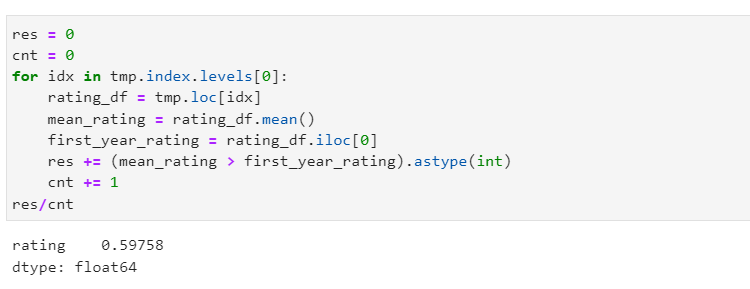 res = 0
cnt = 0
for idx in tmp.index.levels[0]:
    rating_df = tmp.loc[idx]
    mean_rating = rating_df.mean()
    first_year_rating = rating_df.iloc[0]
    res += (mean_rating > first_year_rating).astype(int)
    cnt += 1
res/cnt
rating    0.59758
dtype: float64